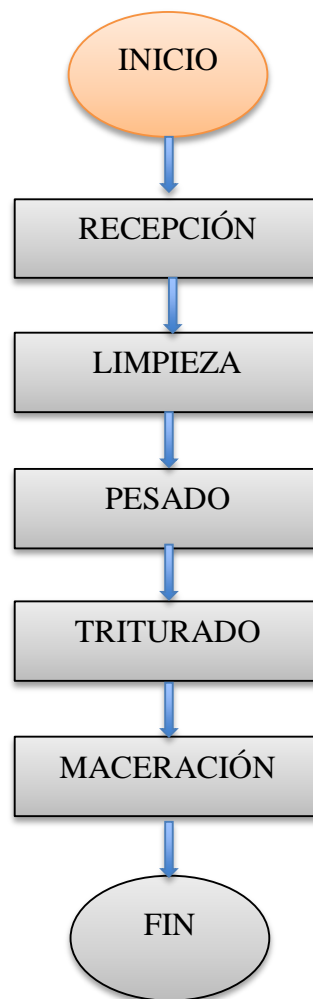 INICIO
RECEPCIÓN
LIMPIEZA
PESADO
TRITURADO
MACERACIÓN
FIN